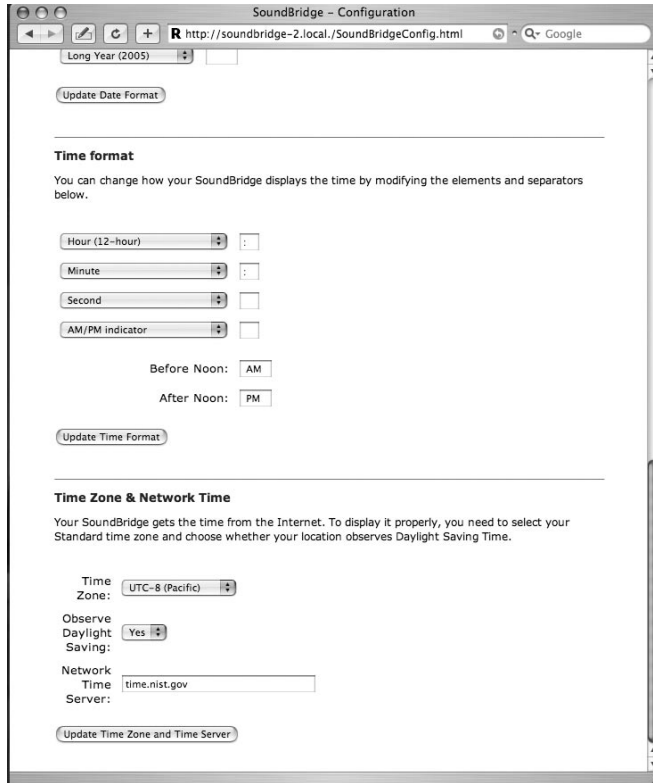 SoundBridge – Configuration
R http://soundbridge-2.local./SoundBridgeConfig.html
Google
Long Year (2005)
Update Date Format
Time format
You can change how your SoundBridge displays the time by modifying the elements and separators
below.
Hour (12-hour) :
Minute :
Second
AM/PM indicator
Before Noon: AM
After Noon: PM
Update Time Format
Time Zone & Network Time
Your SoundBridge gets the time from the Internet. To display it properly, you need to select your
Standard time zone and choose whether your location observes Daylight Saving Time.
Time
Zone: UTC-8 (Pacific)
Observe
Daylight Yes
Saving:
Network
Time time.nist.gov
Server:
Update Time Zone and Time Server